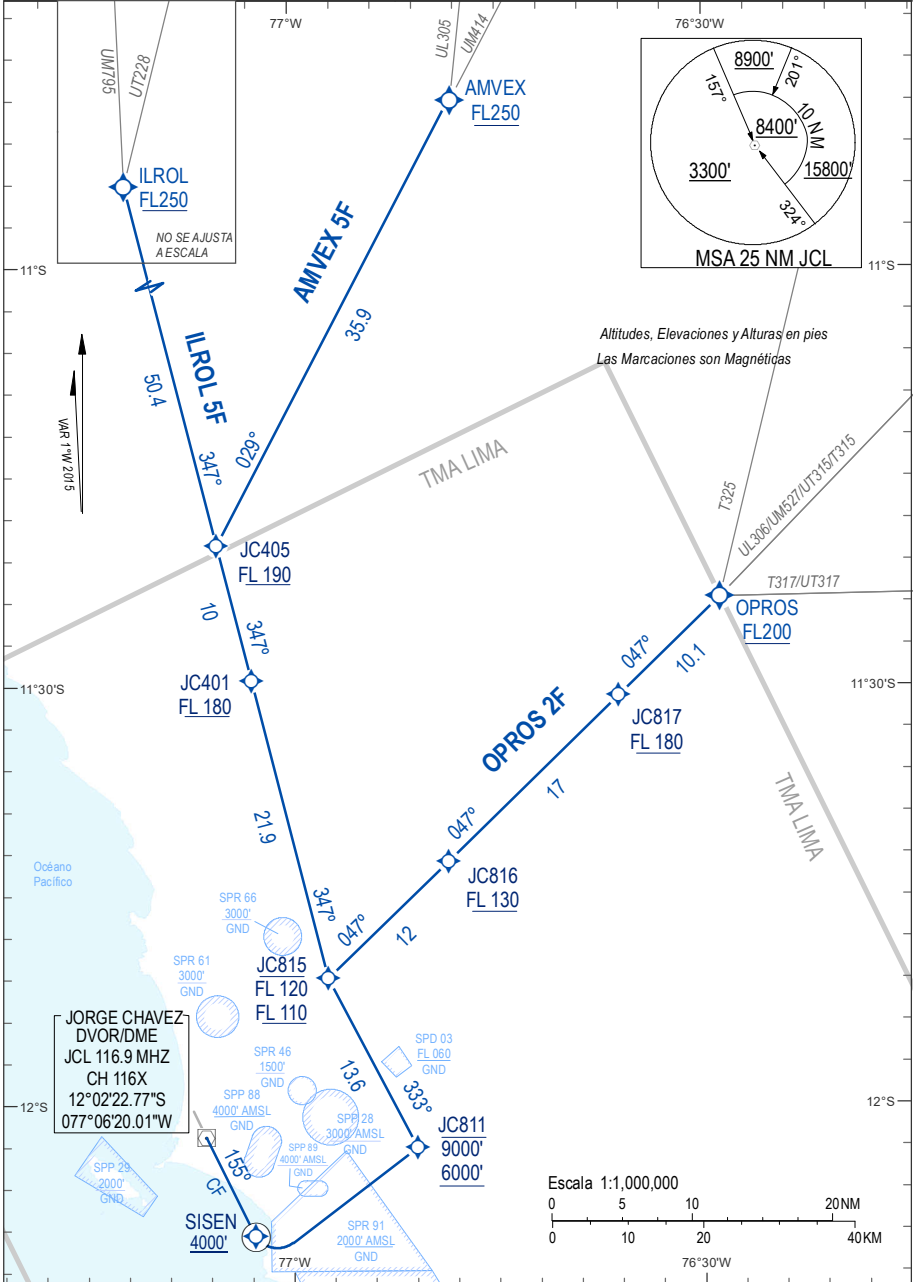 77°W
76°30'W
UM795
UT228
UL305
UM414
AMVEX
FL250
ILROL
FL250
NO SE AJUSTA
A ESCALA
8900'
201°
157°
10 NM
8400'
3300'
15800'
324°
MSA 25 NM JCL
11°S
11°S
AMVEX 5F
35.9
ILROL 5F
50.4
347°
029°
VAR 1°W 2015
Altitudes, Elevaciones y Alturas en pies
Las Marcaciones son Magnéticas
TMA LIMA
T325
UL306/UM527/UT315/T315
T317/UT317
JC405
FL 190
10
347°
OPROS
FL200
047°
10.1
11°30'S
11°30'S
JC401
FL 180
JC817
FL 180
OPROS 2F
17
TMA LIMA
21.9
047°
JC816
FL 130
Océano
Pacífico
347°
047°
12
SPR 66
3000'
GND
JC815
FL 120
FL 110
SPR 61
3000'
GND
JORGE CHAVEZ
DVOR/DME
JCL 116.9 MHZ
CH 116X
12°02'22.77"S
077°06'20.01"W
SPR 46
1500'
GND
SPD 03
FL 060
GND
13.6
333°
12°S
12°S
SPP 88
4000' AMSL
GND
SPP 28
3000' AMSL
GND
JC811
9000'
6000'
SPP 89
4000' AMSL
GND
155°
CF
SPP 29
2000'
GND
SISEN
4000'
SPR 91
2000' AMSL
GND
Escala 1:1,000,000
0 5 10 20NM
0 10 20 40KM
77°W
76°30'W